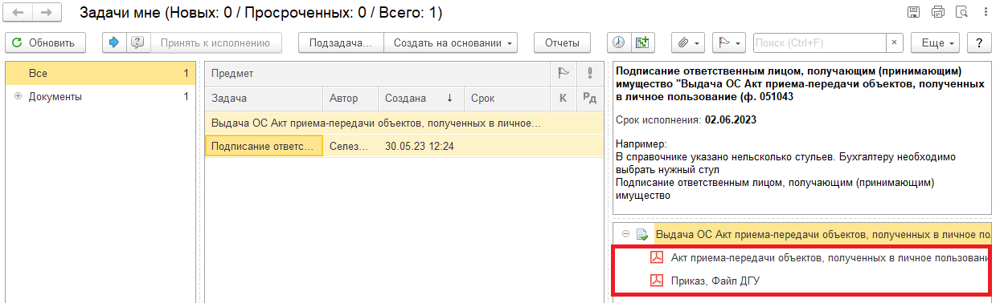 Задачи мне (Новых: 0 / Просроченных: 0 / Всего: 1)
Обновить
Принять к исполнению
Подзадача...
Создать на основании
Отчеты
Поиск (Ctrl+F)
×
Еще
?
Все 1
Документы 1
Предмет
Задача Автор Создана ↓ Срок К Рд
Выдача ОС Акт приема-передачи объектов, полученных в личное...
Подписание ответс... Селез... 30.05.23 12:24
Подписание ответственным лицом, получающим (принимающим)
имущество "Выдача ОС Акт приема-передачи объектов, полученных
в личное пользование (ф. 051043
Срок исполнения: 02.06.2023
Например:
В справочнике указано нельсколько стульев. Бухгалтеру необходимо
выбрать нужный стул
Подписание ответственным лицом, получающим (принимающим)
имущество
Выдача ОС Акт приема-передачи объектов, полученных в личное по
Акт приема-передачи объектов, полученных в личное пользовани
Приказ, Файл ДГУ